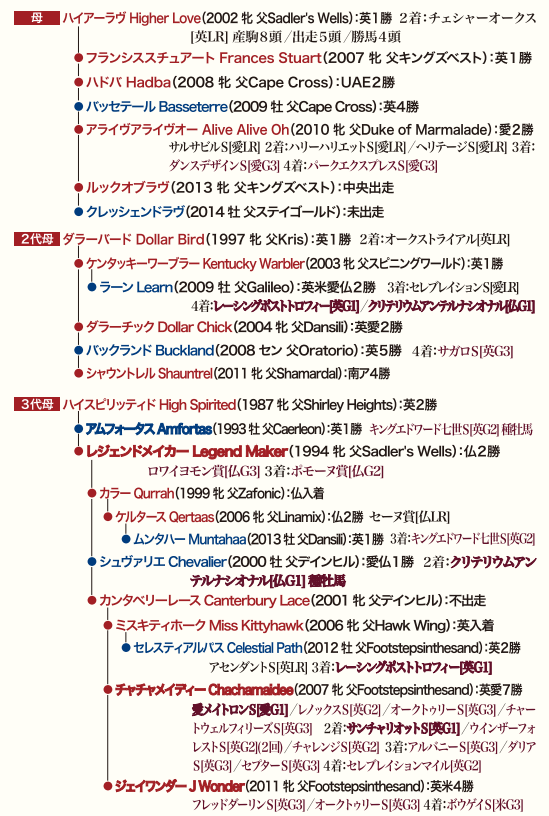 母 ハイアーラヴ Higher Love(2002 牝 父Sadler's Wells):英1勝 2着:チェシャーオークス
[英LR] 産駒8頭/出走5頭/勝馬4頭
●フランシススチュアート Frances Stuart(2007 牝 父キングズベスト):英1勝
●ハドバ Hadba(2008 牝 父Cape Cross):UAE2勝
●バッセテール Basseterre(2009 牡 父Cape Cross):英4勝
●アライヴアライヴオー Alive Alive Oh(2010 牝 父Duke of Marmalade):愛2勝
サルサビルS[愛LR] 2着:ハリーハリエットS[愛LR]/ヘリテージS[愛LR] 3着:
ダンスデザインS[愛G3] 4着:パークエクスプレスS[愛G3]
●ルックオブラヴ(2013 牝 父キングズベスト):中央出走
●クレッシェンドラヴ(2014 牡 父ステイゴールド):未出走
2代母 ダラーバード Dollar Bird(1997 牝 父Kris):英1勝 2着:オークストライアル[英LR]
●ケンタッキーワーブラー Kentucky Warbler(2003 牝 父スピニングワールド):英1勝
●ラーン Learn(2009 牡 父Galileo):英米愛仏2勝 3着:セレブレイションS[愛LR]
4着:レーシングポストトロフィー[英G1]/クリテリウムアンテルナシオナル[仏G1]
●ダラーチック Dollar Chick(2004 牝 父Dansili):英愛2勝
●バックランド Buckland(2008 セン 父Oratorio):英5勝 4着:サガロS[英G3]
●シャウントレル Shauntrel(2011 牝 父Shamardal):南ア4勝
3代母 ハイスピリッティド High Spirited(1987 牝 父Shirley Heights):英2勝
●アムフォータス Amfortas(1993 牡 父Caerleon):英1勝 キングエドワード七世S[英G2] 種牡馬
●レジェンドメイカー Legend Maker(1994 牝 父Sadler's Wells):仏2勝
ロワイヨモン賞[仏G3] 3着:ポモーヌ賞[仏G2]
●カラー Qurrah(1999 牝 父Zafonic):仏入着
●ケルタース Qertaas(2006 牝 父Linamix):仏2勝 セーヌ賞[仏LR]
●ムンタハー Muntahaa(2013 牡 父Dansili):英1勝 3着:キングエドワード七世S[英G2]
●シュヴァリエ Chevalier(2000 牡 父デインヒル):愛仏1勝 2着:クリテリウムアン
テルナシオナル[仏G1] 種牡馬
●カンタベリーレース Canterbury Lace(2001 牝 父デインヒル):不出走
●ミスキティホーク Miss Kittyhawk(2006 牝 父Hawk Wing):英入着
●セレスティアルパス Celestial Path(2012 牡 父Footstepsinthesand):英2勝
アセンダントS[英LR] 3着:レーシングポストトロフィー[英G1]
●チャチャメイディー Chachamaidee(2007 牝 父Footstepsinthesand):英愛7勝
愛メイトロンS[愛G1]/レノックスS[英G2]/オークトゥリーS[英G3]/チャー
トウェルフィリーズS[英G3] 2着:サンチャリオットS[英G1]/ウインザーフォ
レストS[英G2](2回)/チャレンジS[英G2] 3着:アルバニーS[英G3]/ダリア
S[英G3]/セプターS[英G3] 4着:セレブレイションマイル[英G2]
●ジェイワンダー J Wonder(2011 牝 父Footstepsinthesand):英米4勝
フレッドダーリンS[英G3]/オークトゥリーS[英G3] 4着:ボウゲイS[米G3]